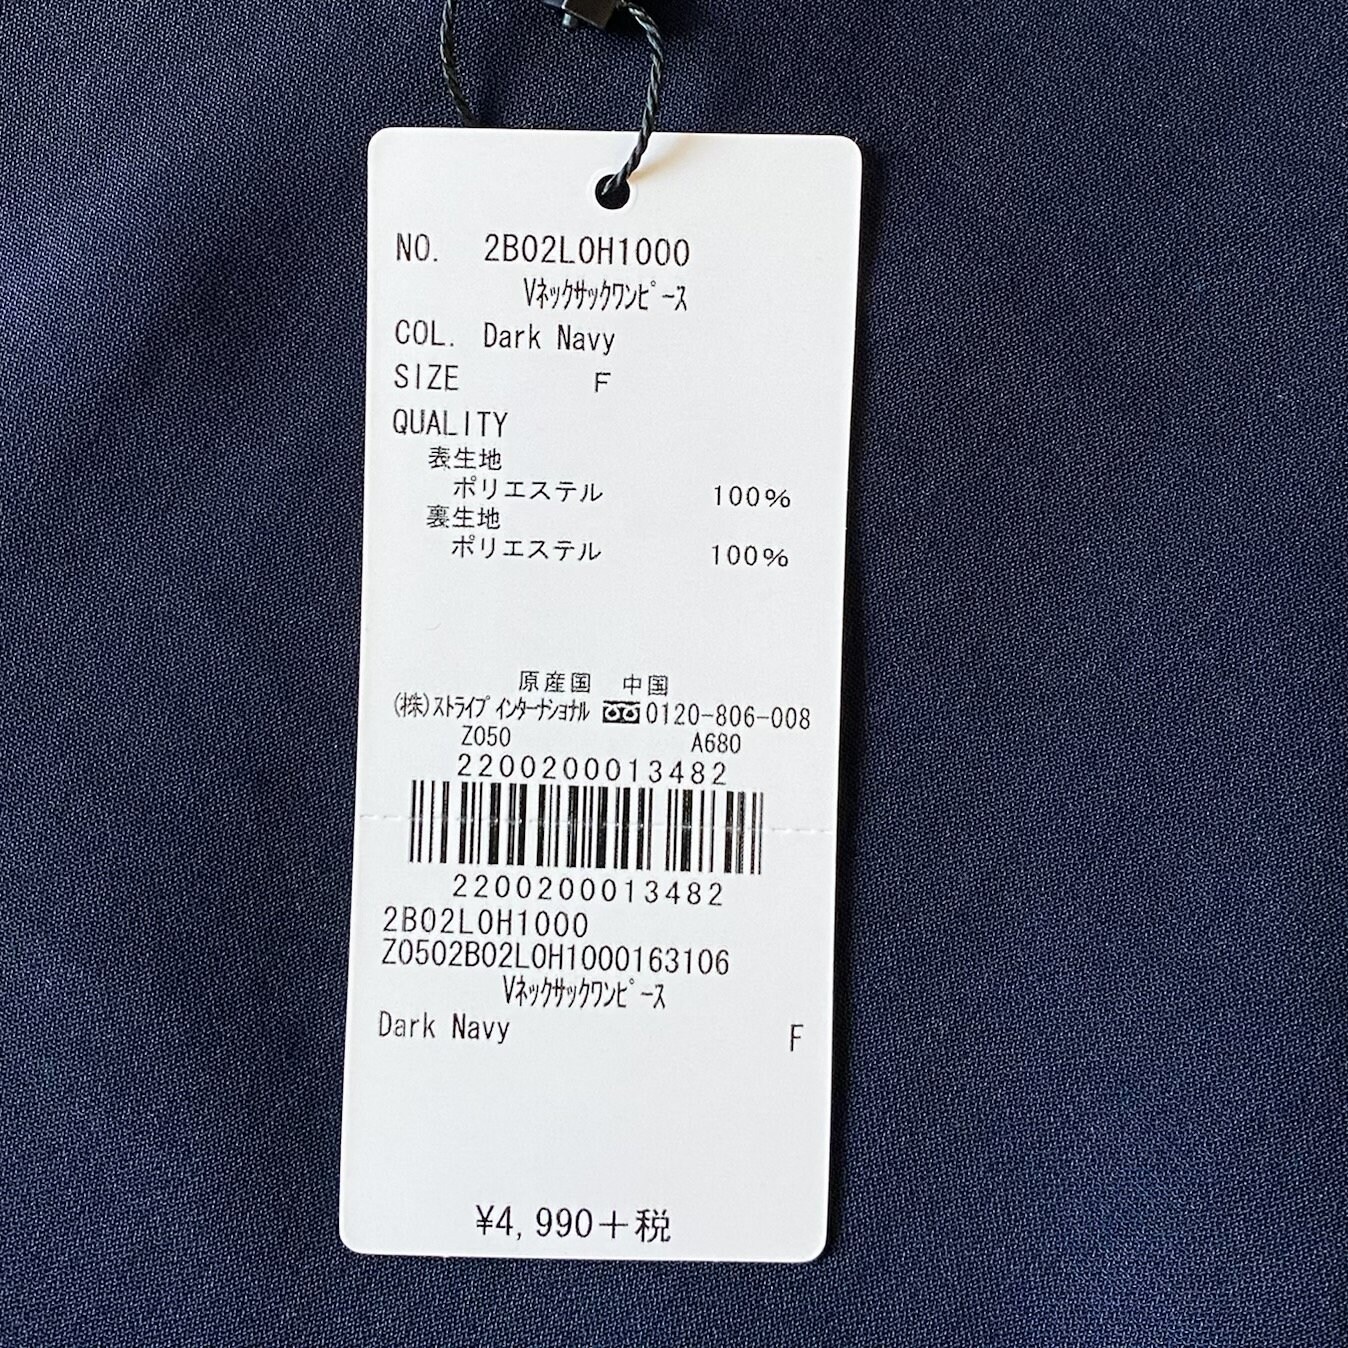 NO. 2B02L0H1000
Vネックサックワンピース
COL. Dark Navy
SIZE F
QUALITY
表生地
ポリエステル 100%
裏生地
ポリエステル 100%
原産国 中国
(株)ストライプインターナショナル 0120-806-008
Z050 A680
2200200013482
2200200013482
2B02L0H1000
Z0502B02L0H1000163106
Vネックサックワンピース
Dark Navy F
¥4,990+税